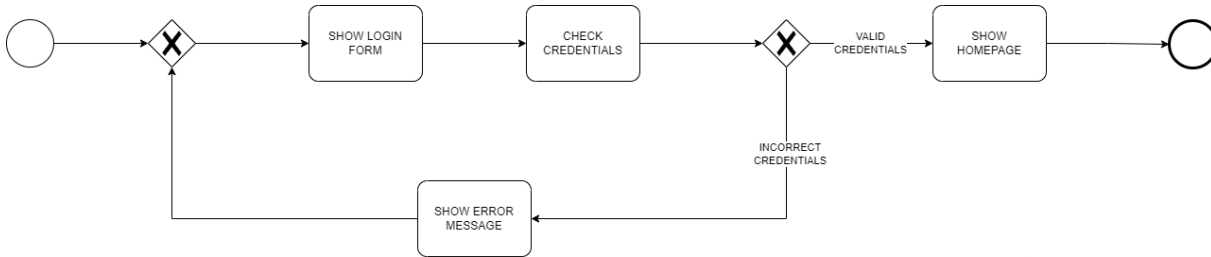 SHOW LOGIN
FORM
CHECK
CREDENTIALS
VALID
CREDENTIALS
SHOW
HOMEPAGE
INCORRECT
CREDENTIALS
SHOW ERROR
MESSAGE